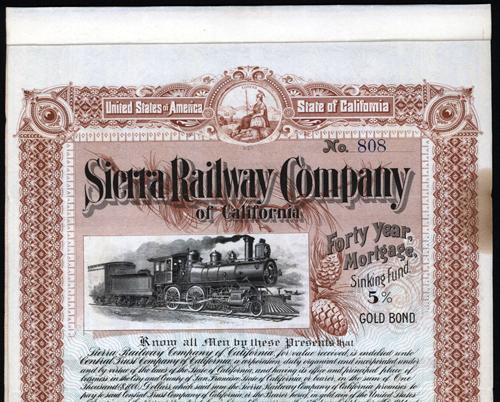 United States of America State of California
No. 808
Sierra Railway Company
of California
Forty Year,
Mortgage,
Sinking Fund
5%
GOLD BOND
Know all Men by these Presents that
Sierra Railway Company of California, for value received, is indebted unto
Central Trust Company of California, a corporation duly organized and incorporated under
and by virtue of the laws of the State of California, and having its office and principal place of
business in the City and County of San Francisco, State of California, or bearer, in the sum of One
Thousand Dollars, which said sum the Sierra Railway Company of California promises to
pay to said Central Trust Company of California, or the bearer hereof, in gold coin of the United States